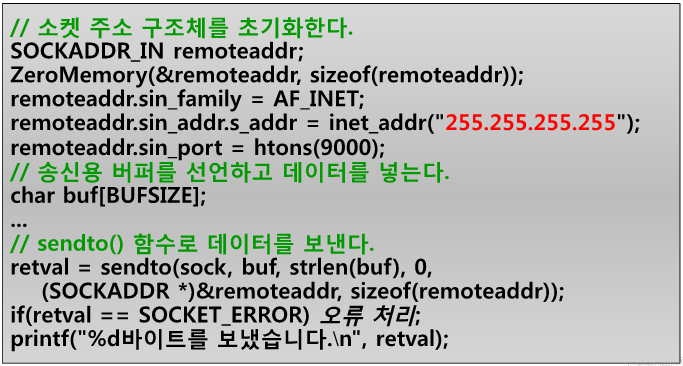 // 소켓 주소 구조체를 초기화한다.
SOCKADDR_IN remoteaddr;
ZeroMemory(&remoteaddr, sizeof(remoteaddr));
remoteaddr.sin_family = AF_INET;
remoteaddr.sin_addr.s_addr = inet_addr("255.255.255.255");
remoteaddr.sin_port = htons(9000);
// 송신용 버퍼를 선언하고 데이터를 넣는다.
char buf[BUFSIZE];
...
// sendto() 함수로 데이터를 보낸다.
retval = sendto(sock, buf, strlen(buf), 0,
(SOCKADDR *)&remoteaddr, sizeof(remoteaddr));
if(retval == SOCKET_ERROR) 오류 처리;
printf("%d바이트를 보냈습니다.\n", retval);